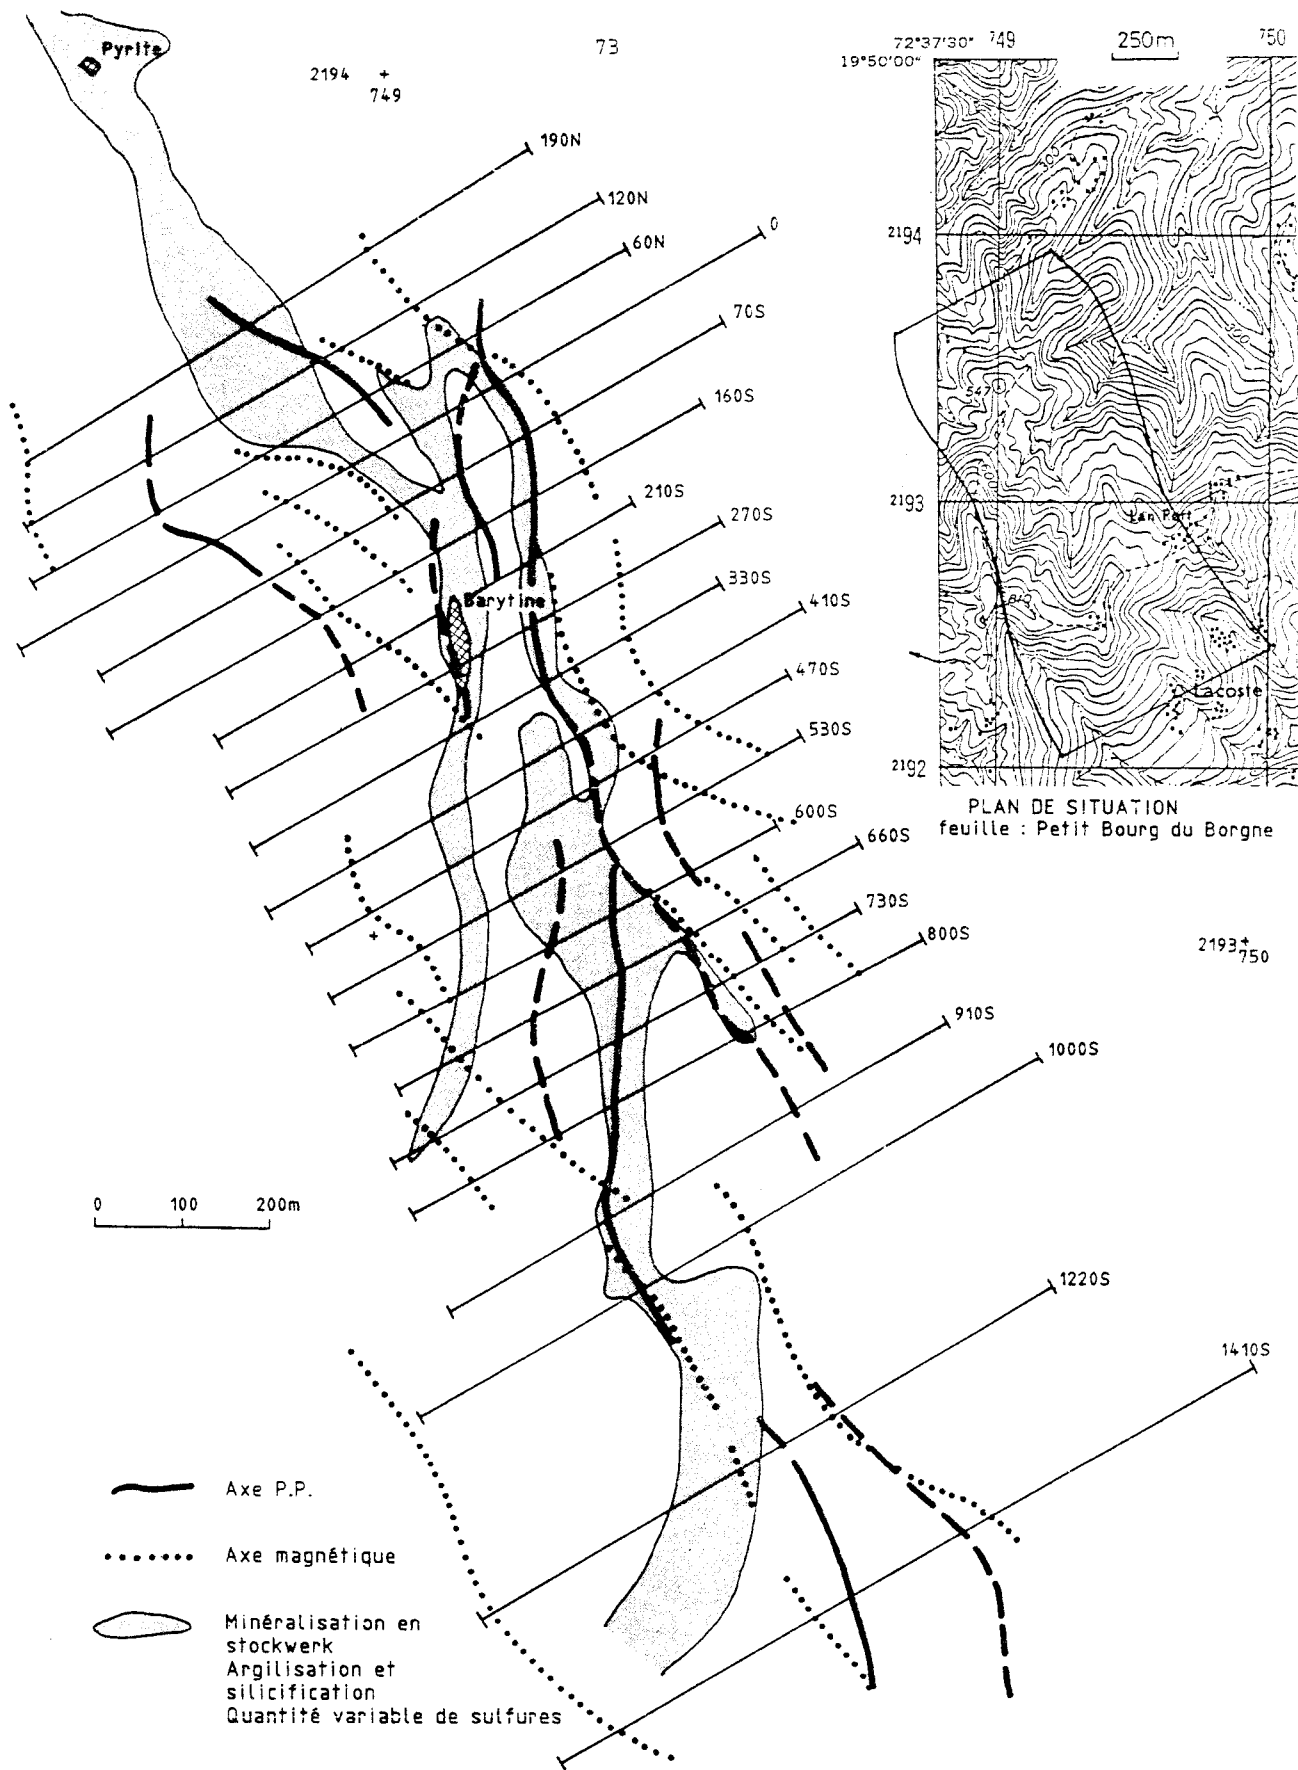 Pyrite
73
2194 +
749
72°37'30" 749
19°50'00"
250m
750
190N
120N
60N
0
70S
160S
210S
270S
330S
410S
470S
530S
600S
660S
730S
800S
910S
1000S
1220S
1410S
Barytine
2194
300
547
2193
Lan Port
Lacoste
2192
PLAN DE SITUATION
feuille : Petit Bourg du Borgne
+
2193+
750
0 100 200m
Axe P.P.
Axe magnétique
Minéralisation en
stockwerk
Argilisation et
silicification
Quantité variable de sulfures